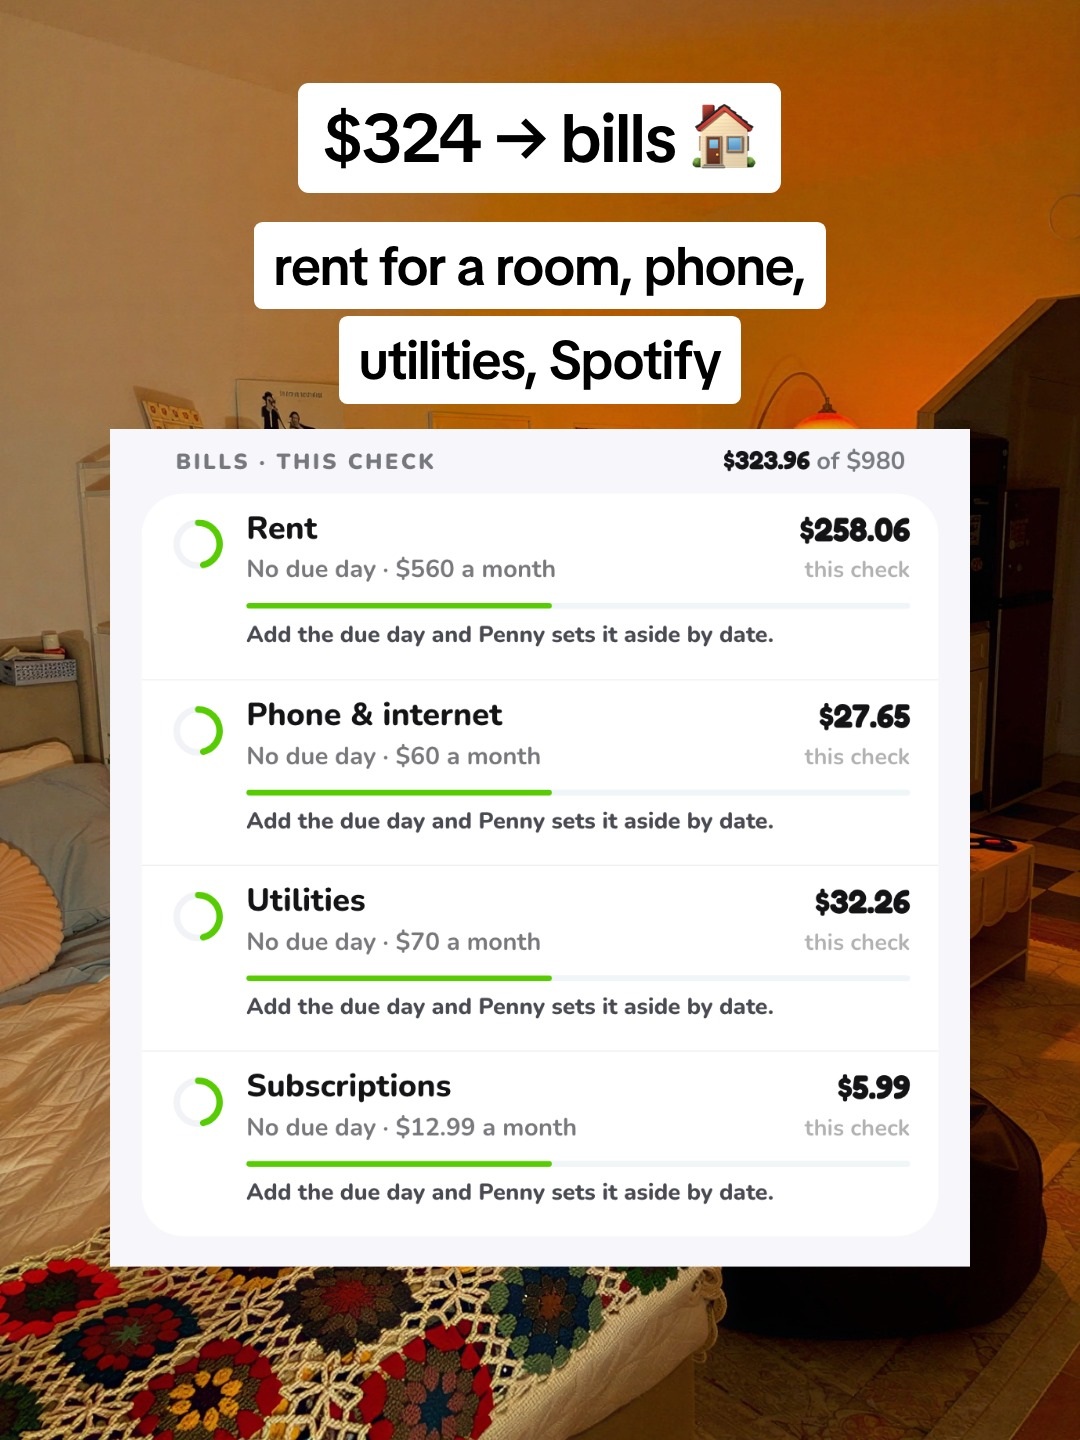 $324 → bills 🏠
rent for a room, phone,
utilities, Spotify
BILLS · THIS CHECK $323.96 of $980
Rent $258.06
No due day · $560 a month this check
Add the due day and Penny sets it aside by date.
Phone & internet $27.65
No due day · $60 a month this check
Add the due day and Penny sets it aside by date.
Utilities $32.26
No due day · $70 a month this check
Add the due day and Penny sets it aside by date.
Subscriptions $5.99
No due day · $12.99 a month this check
Add the due day and Penny sets it aside by date.